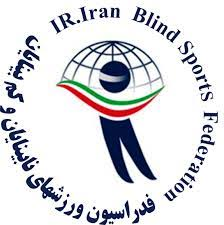 IR.Iran Blind Sports Federation
فدراسیون ورزشهای نابینایان و کم بینایان